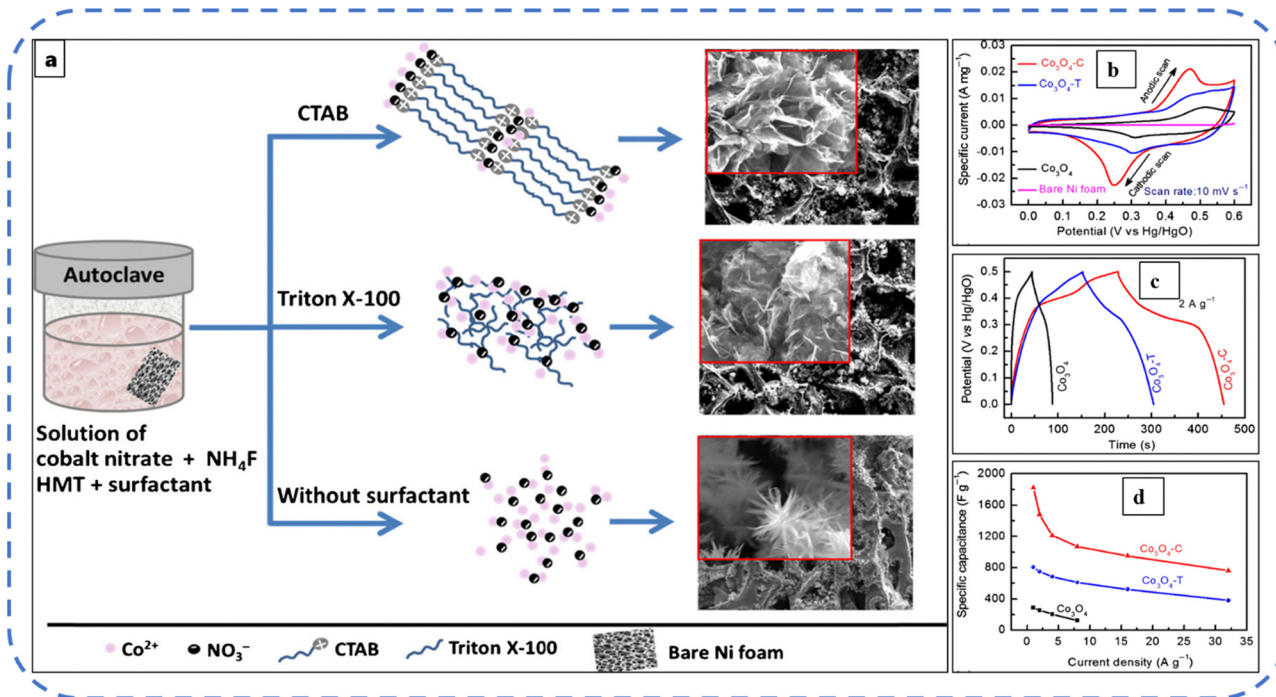 a
CTAB
Autoclave
Triton X-100
Solution of
cobalt nitrate + NH₄F
HMT + surfactant
Without surfactant
Co²⁺
NO₃⁻
CTAB
Triton X-100
Bare Ni foam
b
Specific current (A mg⁻¹)
0.03
0.02
0.01
0.00
-0.01
-0.02
-0.03
Co₃O₄-C
Co₃O₄-T
Anodic scan
Co₃O₄
Bare Ni foam
Cathodic scan
Scan rate:10 mV s⁻¹
0.0 0.1 0.2 0.3 0.4 0.5 0.6
Potential (V vs Hg/HgO)
c
Potential (V vs Hg/HgO)
0.5
0.4
0.3
0.2
0.1
0.0
2 A g⁻¹
Co₃O₄
Co₃O₄-T
Co₃O₄-C
0 100 200 300 400 500
Time (s)
d
Specific capacitance (F g⁻¹)
2000
1600
1200
800
400
0
Co₃O₄-C
Co₃O₄-T
Co₃O₄
0 5 10 15 20 25 30
Current density (A g⁻¹)